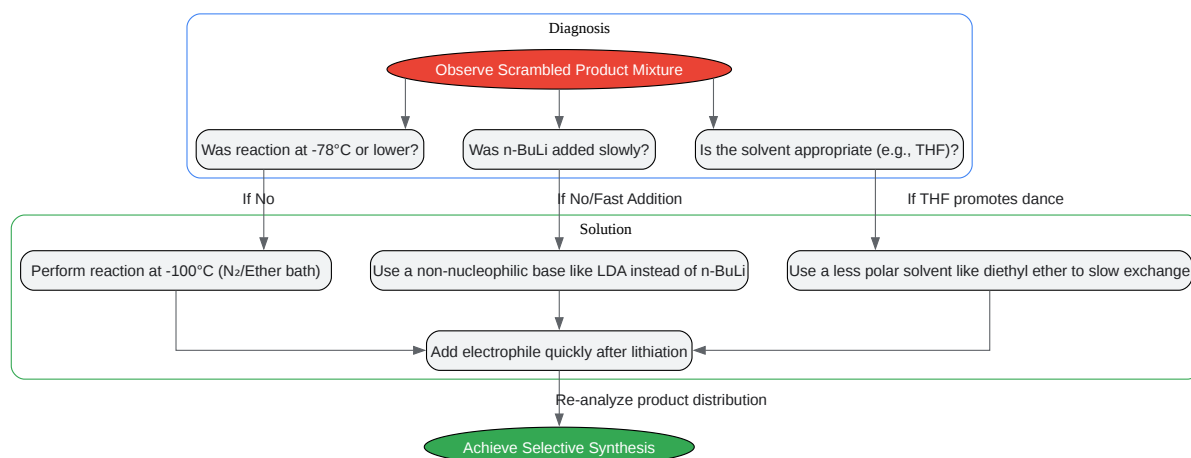 Diagnosis
Observe Scrambled Product Mixture
Was reaction at -78°C or lower?
Was n-BuLi added slowly?
Is the solvent appropriate (e.g., THF)?
If No
If No/Fast Addition
If THF promotes dance
Solution
Perform reaction at -100°C (N₂/Ether bath)
Use a non-nucleophilic base like LDA instead of n-BuLi
Use a less polar solvent like diethyl ether to slow exchange
Add electrophile quickly after lithiation
Re-analyze product distribution
Achieve Selective Synthesis